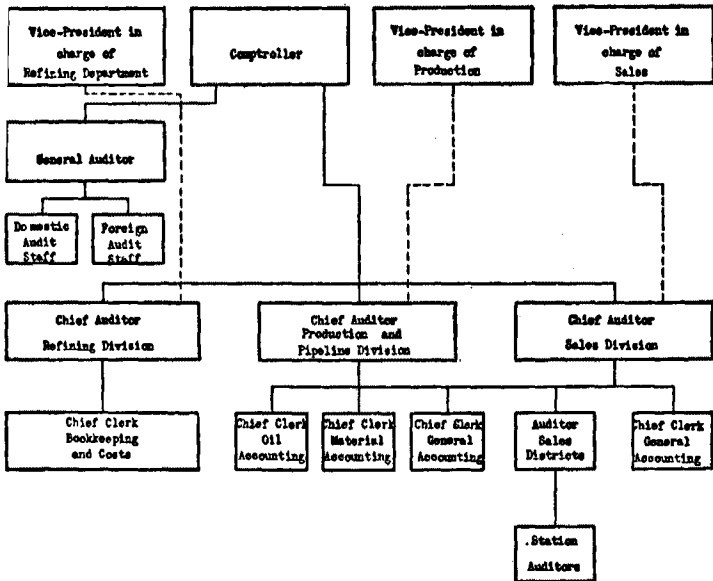 Vice-President in
charge of
Refining Department
Comptroller
Vice-President in
charge of
Production
Vice-President in
charge of
Sales
General Auditor
Domestic
Audit
Staff
Foreign
Audit
Staff
Chief Auditor
Refining Division
Chief Auditor
Production and
Pipeline Division
Chief Auditor
Sales Division
Chief Clerk
Bookkeeping
and Costs
Chief Clerk
Oil
Accounting
Chief Clerk
Material
Accounting
Chief Clerk
General
Accounting
Auditor
Sales
Districts
Chief Clerk
General
Accounting
.Station
Auditors